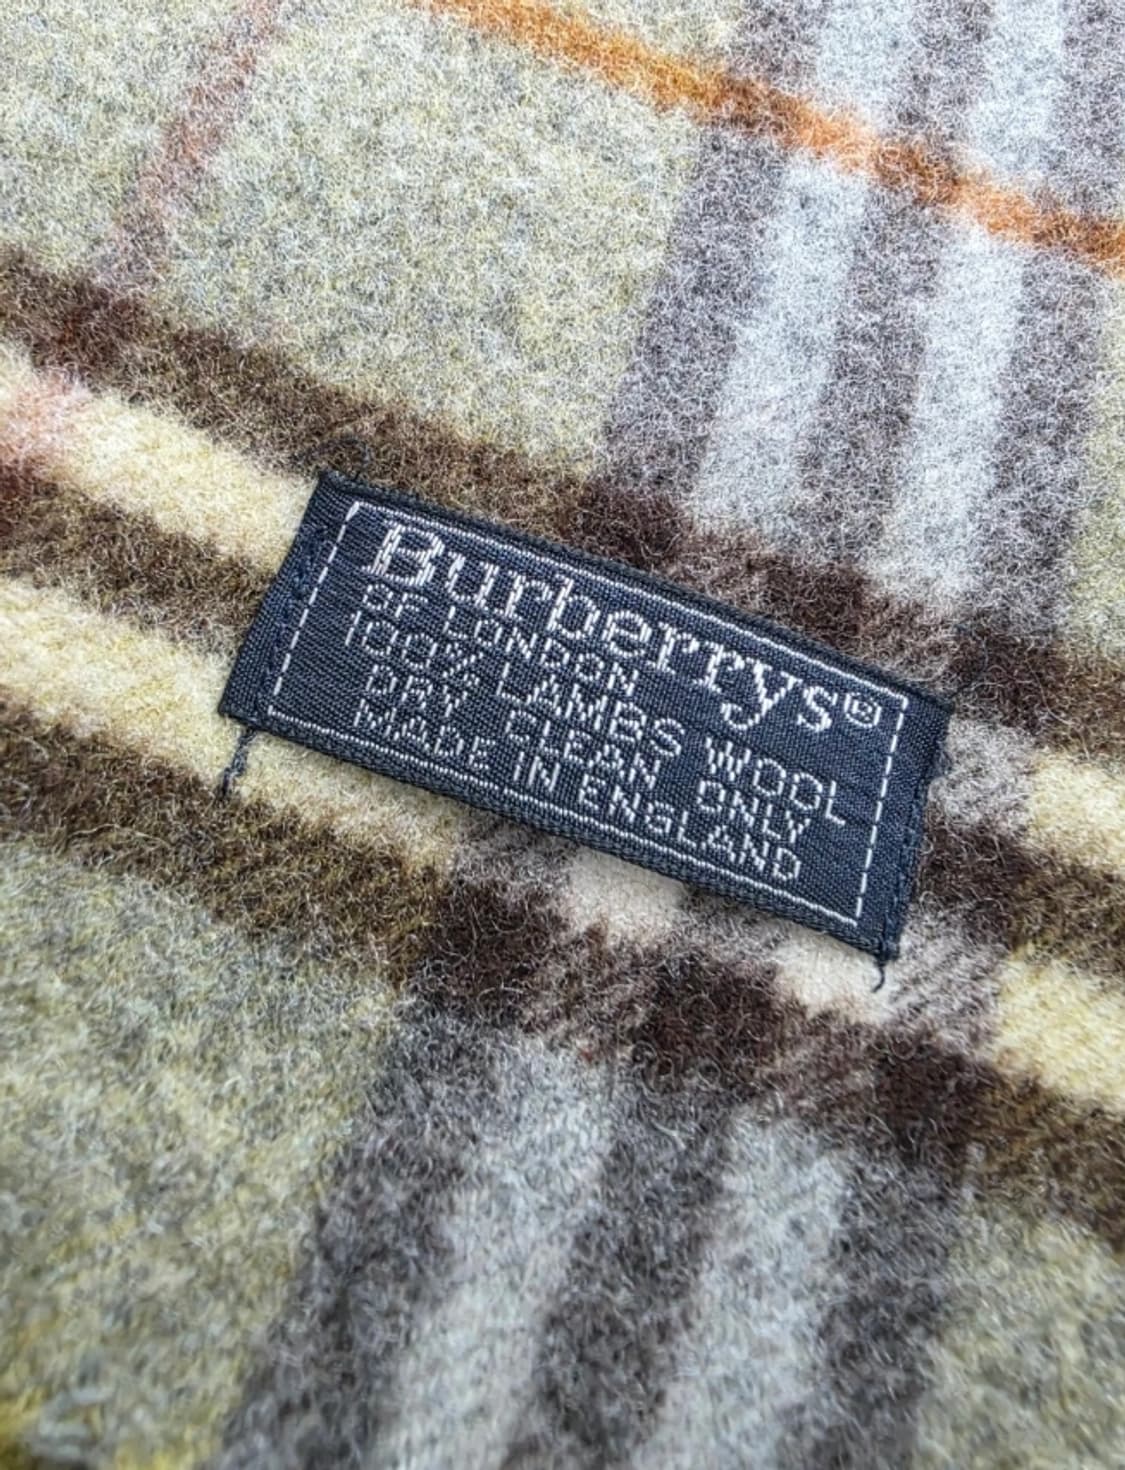 Burberrys®
OF LONDON
100% LAMBS WOOL
DRY CLEAN ONLY
MADE IN ENGLAND